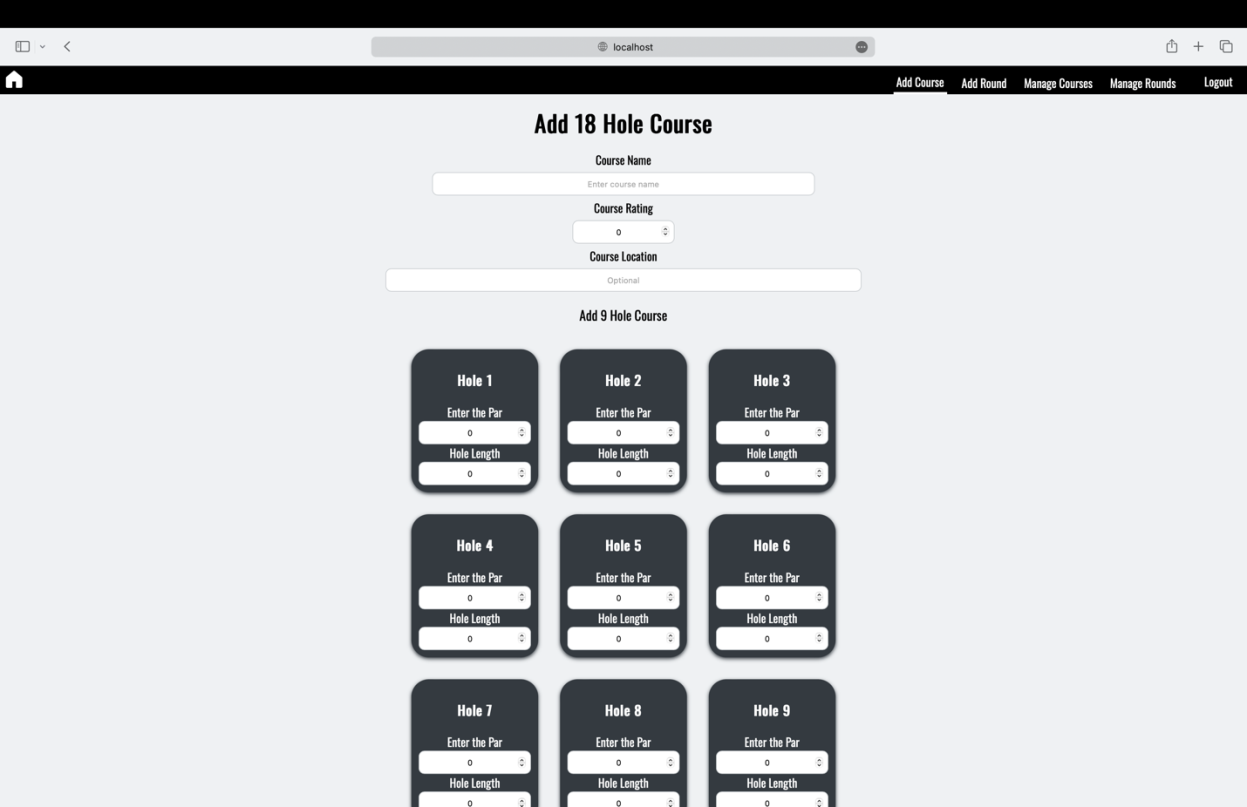 localhost
Add Course Add Round Manage Courses Manage Rounds Logout
Add 18 Hole Course
Course Name
Enter course name
Course Rating
0
Course Location
Optional
Add 9 Hole Course
Hole 1 Hole 2 Hole 3
Enter the Par Enter the Par Enter the Par
0 0 0
Hole Length Hole Length Hole Length
0 0 0
Hole 4 Hole 5 Hole 6
Enter the Par Enter the Par Enter the Par
0 0 0
Hole Length Hole Length Hole Length
0 0 0
Hole 7 Hole 8 Hole 9
Enter the Par Enter the Par Enter the Par
0 0 0
Hole Length Hole Length Hole Length
0 0 0